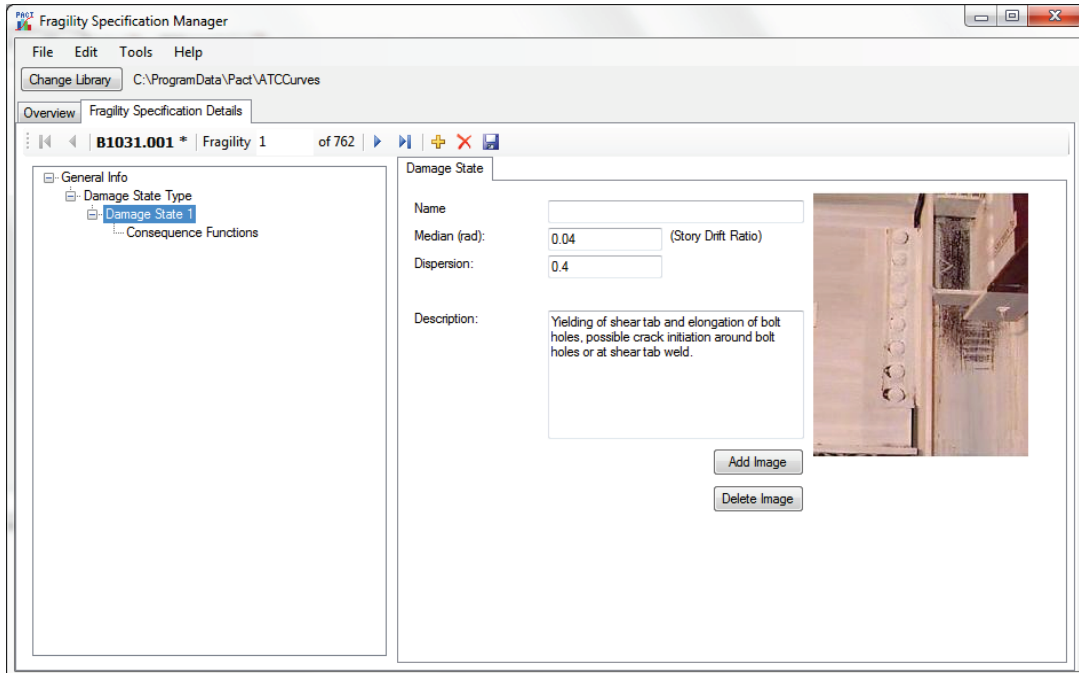 PACT Fragility Specification Manager
File Edit Tools Help
Change Library C:\ProgramData\Pact\ATCCurves
Overview Fragility Specification Details
B1031.001 * Fragility 1 of 762
General Info
Damage State Type
Damage State 1
Consequence Functions
Damage State
Name
Median (rad): 0.04 (Story Drift Ratio)
Dispersion: 0.4
Description: Yielding of shear tab and elongation of bolt
holes, possible crack initiation around bolt
holes or at shear tab weld.
Add Image
Delete Image